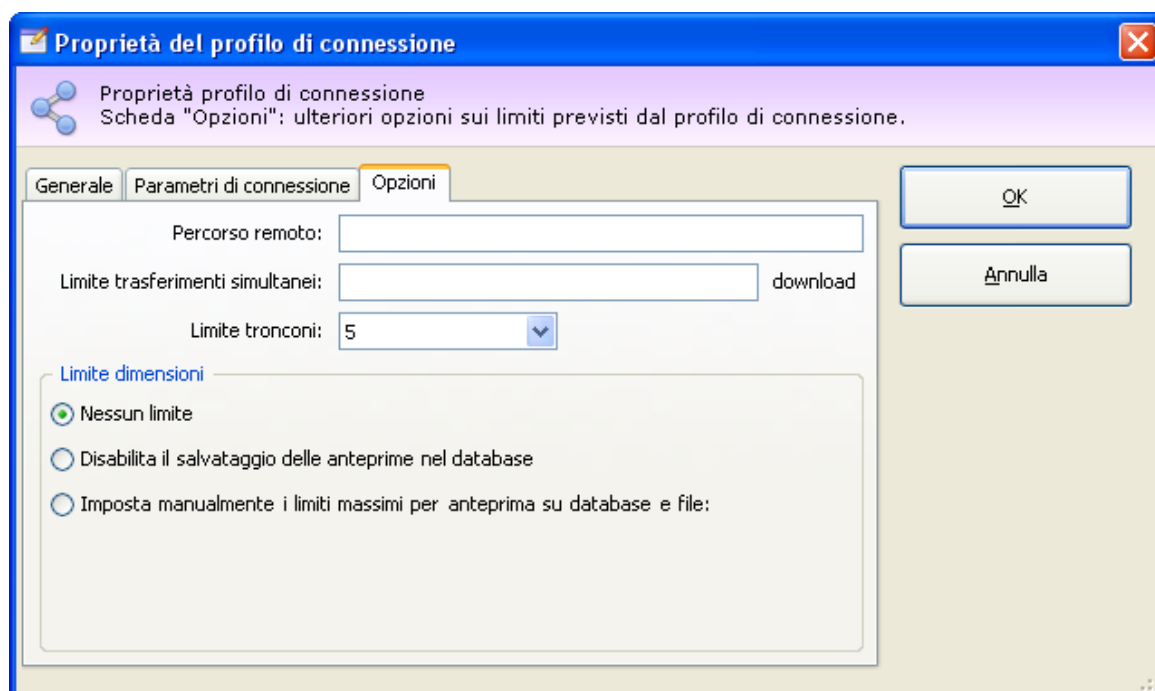 Proprietà del profilo di connessione
Proprietà profilo di connessione
Scheda "Opzioni": ulteriori opzioni sui limiti previsti dal profilo di connessione.
Generale Parametri di connessione Opzioni
OK
Percorso remoto:
Limite trasferimenti simultanei: download
Annulla
Limite tronconi: 5
Limite dimensioni
Nessun limite
Disabilita il salvataggio delle anteprime nel database
Imposta manualmente i limiti massimi per anteprima su database e file: